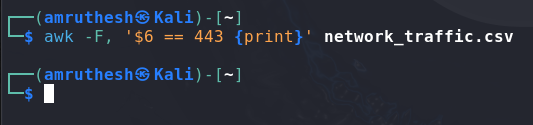 ┌──(amruthesh㉿Kali)-[~]
└─$ awk -F, '$6 == 443 {print}' network_traffic.csv
┌──(amruthesh㉿Kali)-[~]
└─$